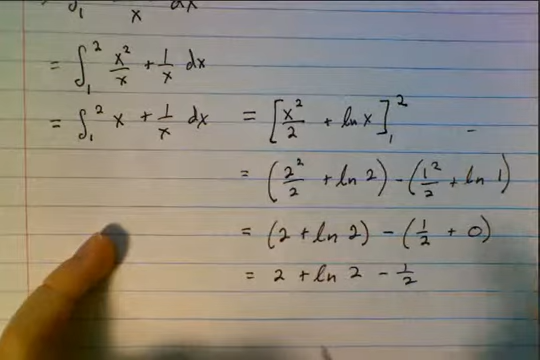 = ∫₁² x²/x + 1/x dx
= ∫₁² x + 1/x dx = [x²/2 + ln x]₁²
= (2²/2 + ln 2) - (1²/2 + ln 1)
= (2 + ln 2) - (1/2 + 0)
= 2 + ln 2 - 1/2